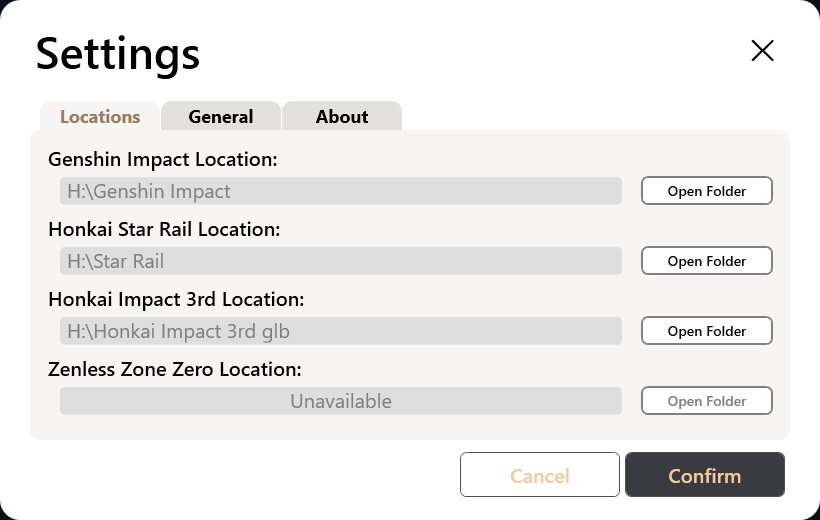 Settings
Locations General About
Genshin Impact Location:
H:\Genshin Impact Open Folder
Honkai Star Rail Location:
H:\Star Rail Open Folder
Honkai Impact 3rd Location:
H:\Honkai Impact 3rd glb Open Folder
Zenless Zone Zero Location:
Unavailable Open Folder
Cancel Confirm